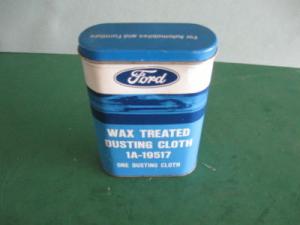 For Automobiles and Furniture
Ford
WAX TREATED
DUSTING CLOTH
1A-19517
ONE DUSTING CLOTH